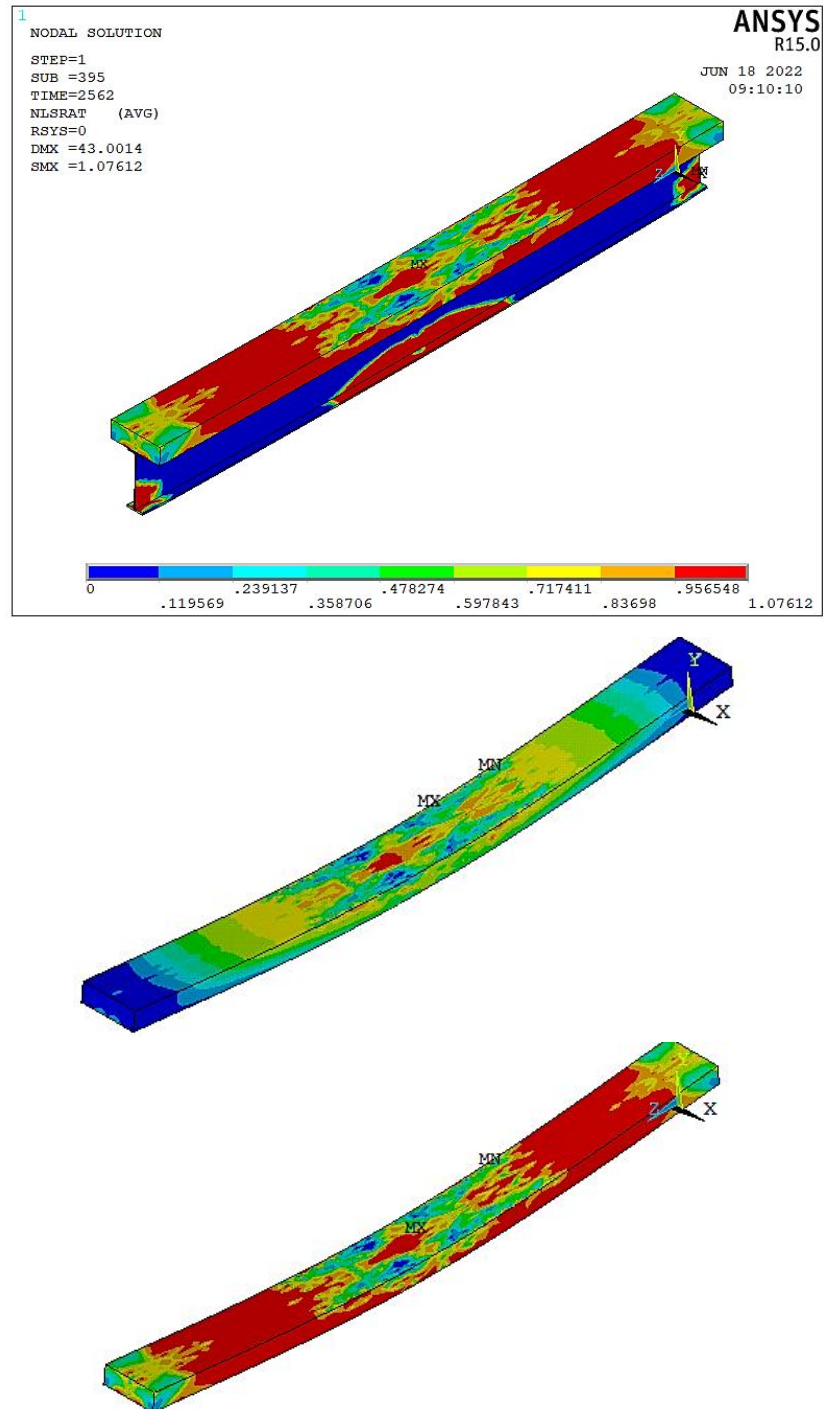 1
NODAL SOLUTION
ANSYS
R15.0
STEP=1
SUB =395
TIME=2562
NLSRAT (AVG)
RSYS=0
DMX =43.0014
SMX =1.07612
JUN 18 2022
09:10:10
Y
Z
MN
X
MX
0
.239137
.478274
.717411
.956548
.119569
.358706
.597843
.83698
1.07612
Y
X
MN
MX
Y
Z
X
MN
MX